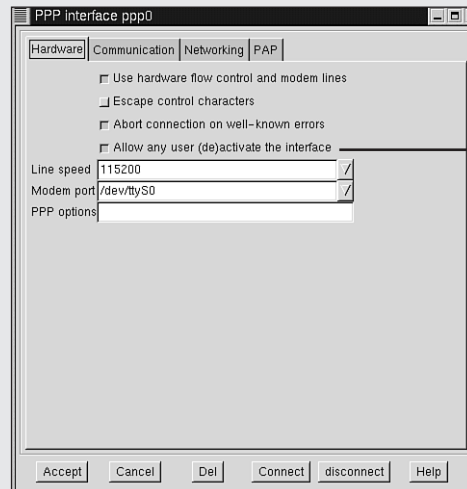 PPP interface ppp0
Hardware Communication Networking PAP
Use hardware flow control and modem lines
Escape control characters
Abort connection on well-known errors
Allow any user (de)activate the interface
Line speed 115200
Modem port /dev/ttyS0
PPP options
Accept Cancel Del Connect disconnect Help